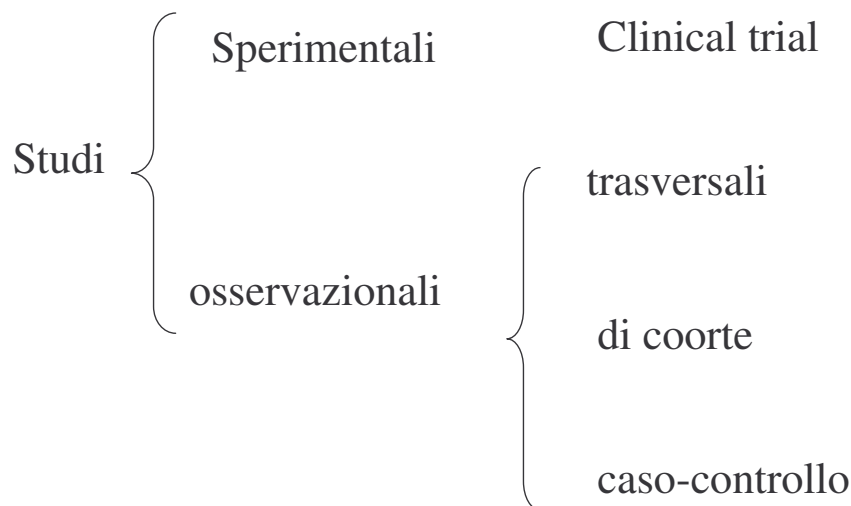 Sperimentali Clinical trial
Studi
trasversali
osservazionali
di coorte
caso-controllo